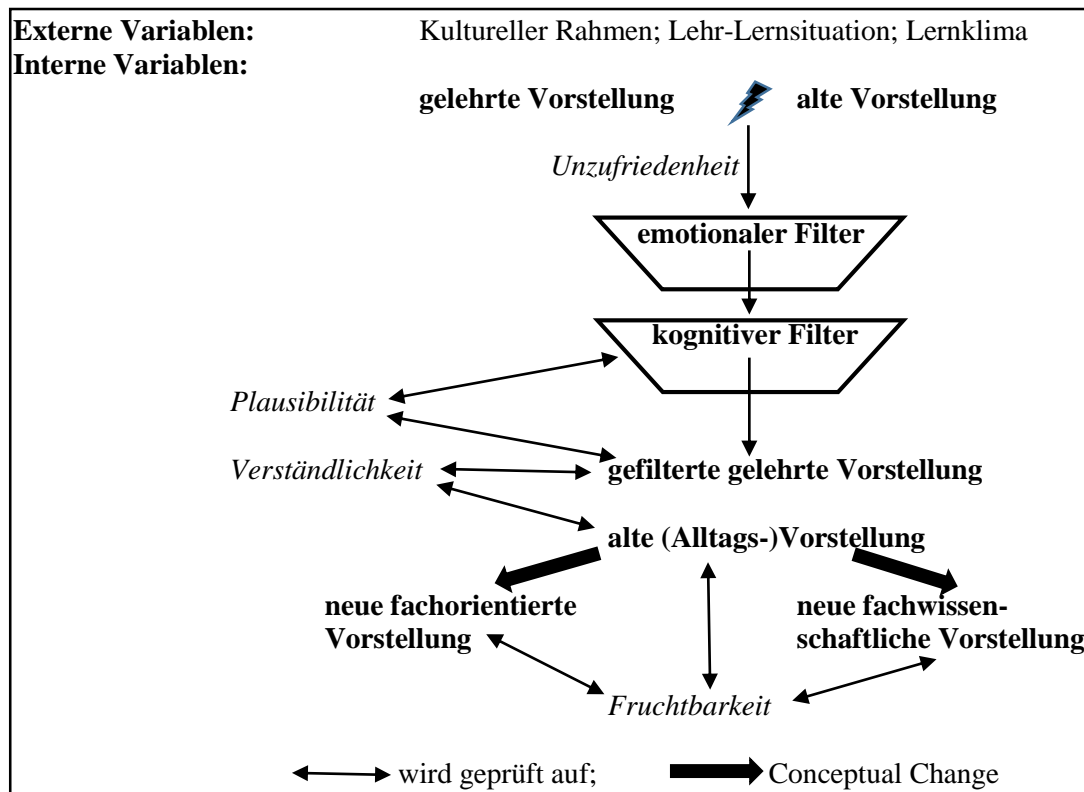 Externe Variablen: Kultureller Rahmen; Lehr-Lernsituation; Lernklima
Interne Variablen:
gelehrte Vorstellung alte Vorstellung
Unzufriedenheit
emotionaler Filter
kognitiver Filter
Plausibilität
Verständlichkeit gefilterte gelehrte Vorstellung
alte (Alltags-)Vorstellung
neue fachorientierte
Vorstellung
neue fachwissen-
schaftliche Vorstellung
Fruchtbarkeit
wird geprüft auf; Conceptual Change